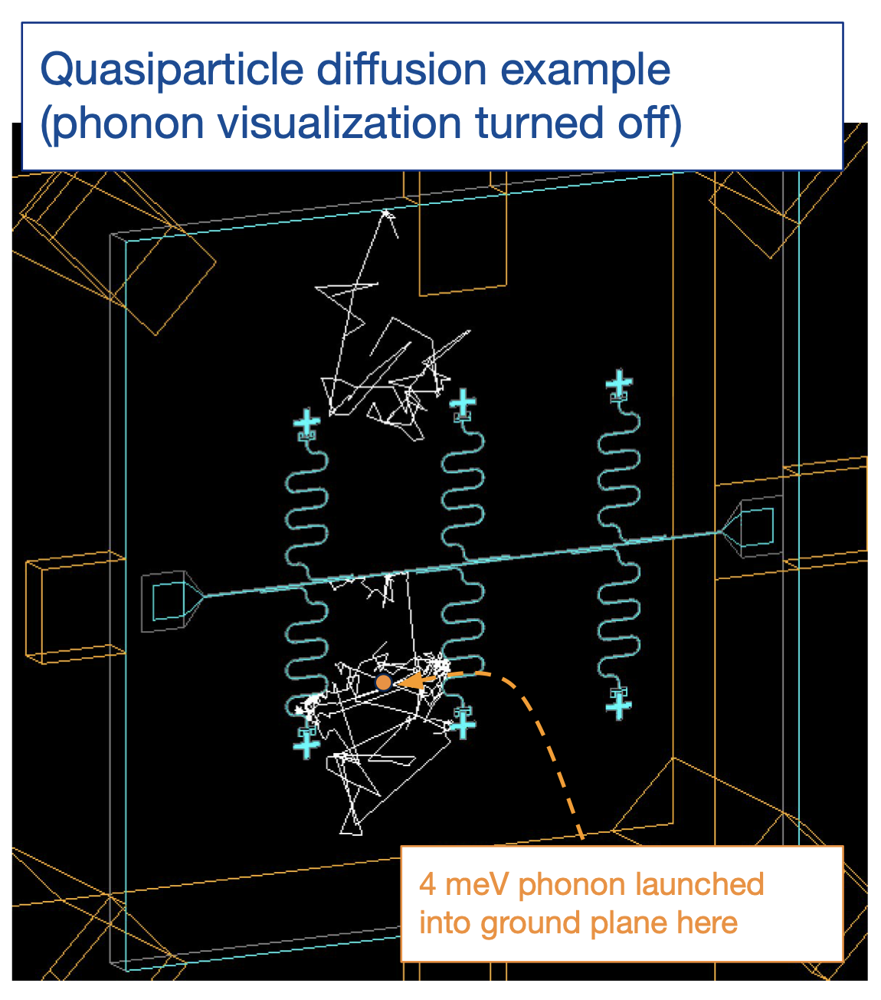 Quasiparticle diffusion example
(phonon visualization turned off)
4 meV phonon launched
into ground plane here